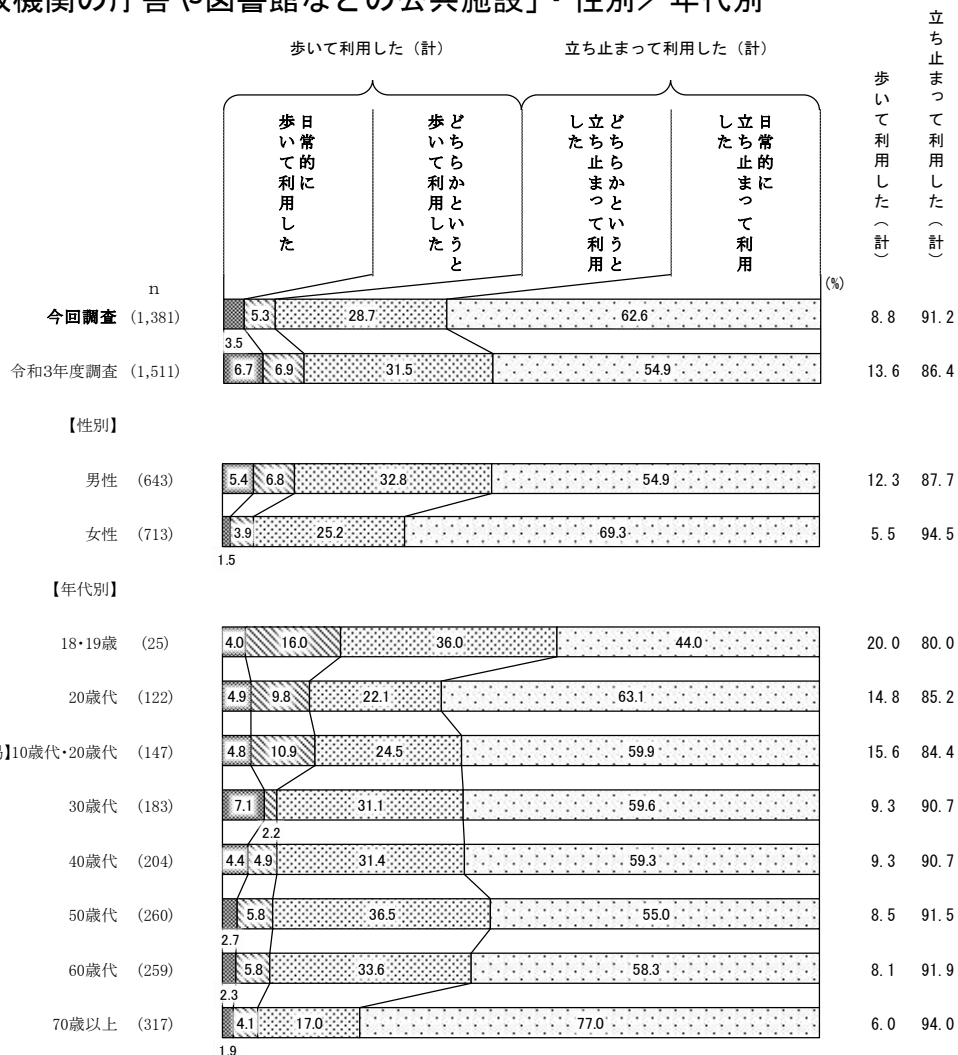 機関の庁舎や図書館などの公共施設」・性別／年代別
歩いて利用した（計）
立ち止まって利用した（計）
日常的に
歩いて利用した
どちらかというと
歩いて利用した
どちらかというと
立ち止まって利用
した
日常的に
立ち止まって利用
した
歩いて利用した（計）
立ち止まって利用した（計）
n
(%)
今回調査 (1,381) 3.5 5.3 28.7 62.6 8.8 91.2
令和3年度調査 (1,511) 6.7 6.9 31.5 54.9 13.6 86.4
【性別】
男性 (643) 5.4 6.8 32.8 54.9 12.3 87.7
女性 (713) 1.5 3.9 25.2 69.3 5.5 94.5
【年代別】
18・19歳 (25) 4.0 16.0 36.0 44.0 20.0 80.0
20歳代 (122) 4.9 9.8 22.1 63.1 14.8 85.2
】10歳代・20歳代 (147) 4.8 10.9 24.5 59.9 15.6 84.4
30歳代 (183) 7.1 2.2 31.1 59.6 9.3 90.7
40歳代 (204) 4.4 4.9 31.4 59.3 9.3 90.7
50歳代 (260) 2.7 5.8 36.5 55.0 8.5 91.5
60歳代 (259) 2.3 5.8 33.6 58.3 8.1 91.9
70歳以上 (317) 1.9 4.1 17.0 77.0 6.0 94.0